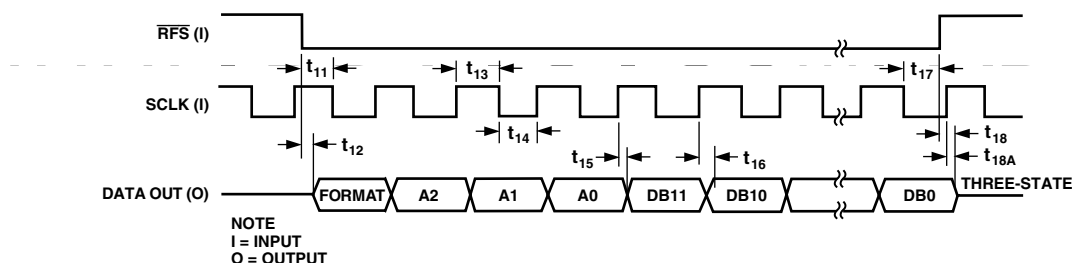 RFS (I)
t11
t13
t17
SCLK (I)
t14
t18
t12
t15
t16
t18A
THREE-STATE
DATA OUT (O)
FORMAT
A2
A1
A0
DB11
DB10
DB0
NOTE
I = INPUT
O = OUTPUT